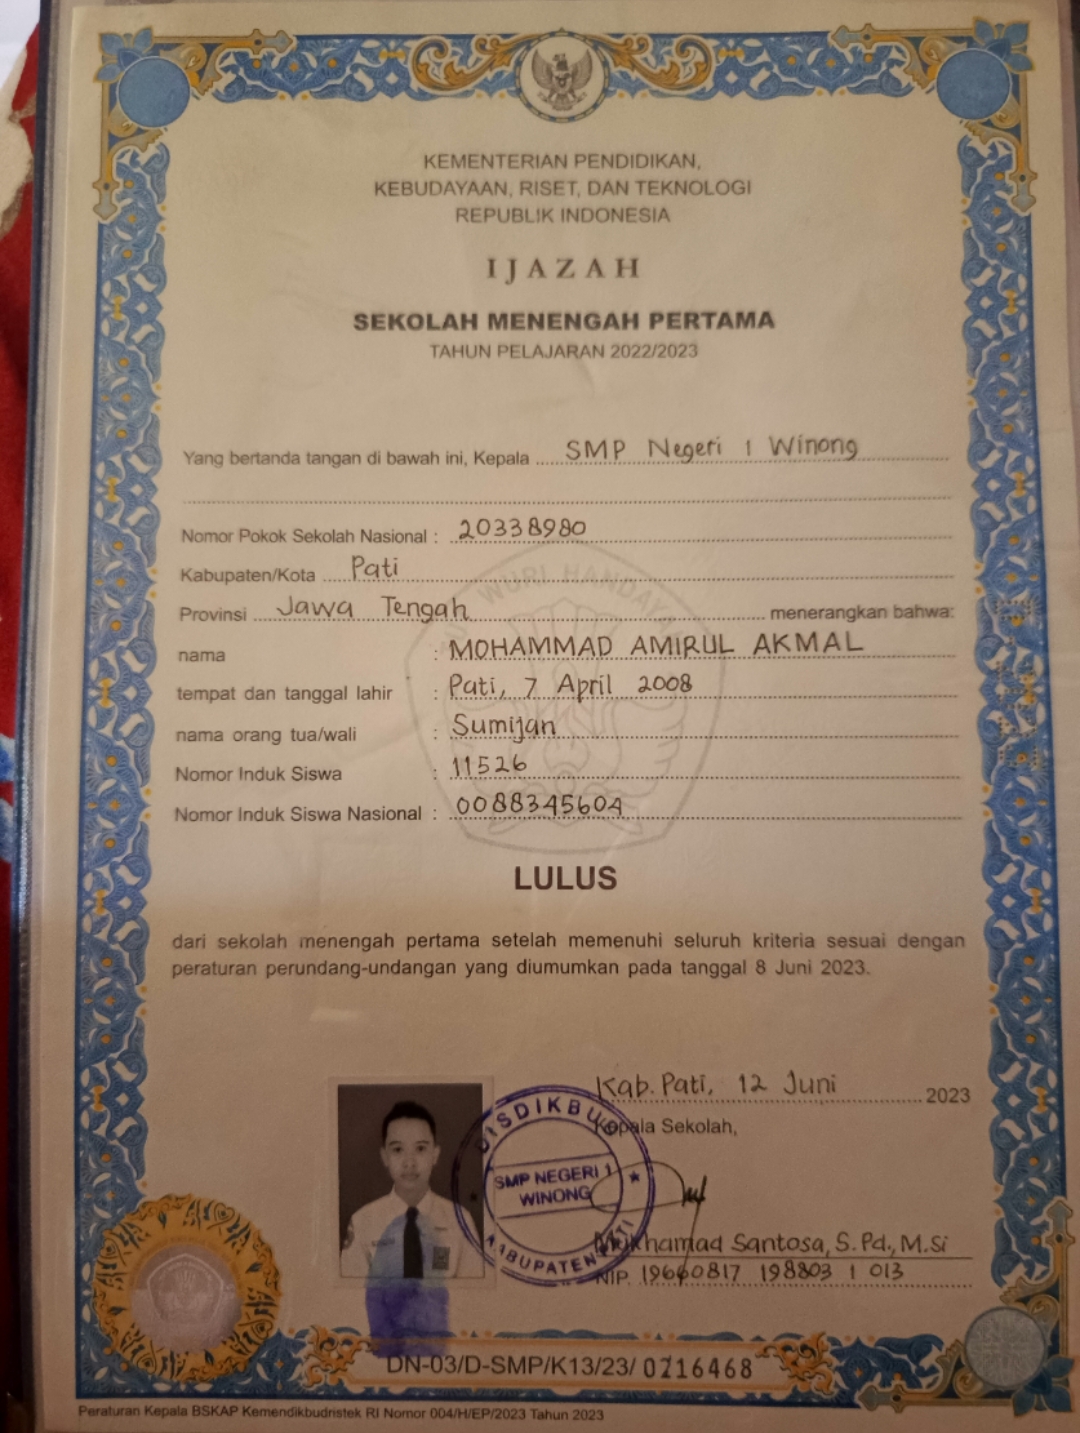 KEMENTERIAN PENDIDIKAN,
KEBUDAYAAN, RISET, DAN TEKNOLOGI
REPUBLIK INDONESIA
IJAZAH
SEKOLAH MENENGAH PERTAMA
TAHUN PELAJARAN 2022/2023
Yang bertanda tangan di bawah ini, Kepala SMP Negeri 1 Winong
Nomor Pokok Sekolah Nasional : 20338980
Kabupaten/Kota Pati
Provinsi Jawa Tengah menerangkan bahwa:
nama : MOHAMMAD AMIRUL AKMAL
tempat dan tanggal lahir : Pati, 7 April 2008
nama orang tua/wali : Sumijan
Nomor Induk Siswa : 11526
Nomor Induk Siswa Nasional : 0088345604
WURI HANDAYA
LULUS
dari sekolah menengah pertama setelah memenuhi seluruh kriteria sesuai dengan
peraturan perundang-undangan yang diumumkan pada tanggal 8 Juni 2023.
Kab. Pati, 12 Juni 2023
Kepala Sekolah,
DISDIKBUD
SMP NEGERI 1
WINONG
KABUPATEN PATI
Mukhamad Santosa, S.Pd., M.Si
NIP. 19660817 198803 1 013
DN-03/D-SMP/K13/23/ 0216468
Peraturan Kepala BSKAP Kemendikbudristek RI Nomor 004/H/EP/2023 Tahun 2023